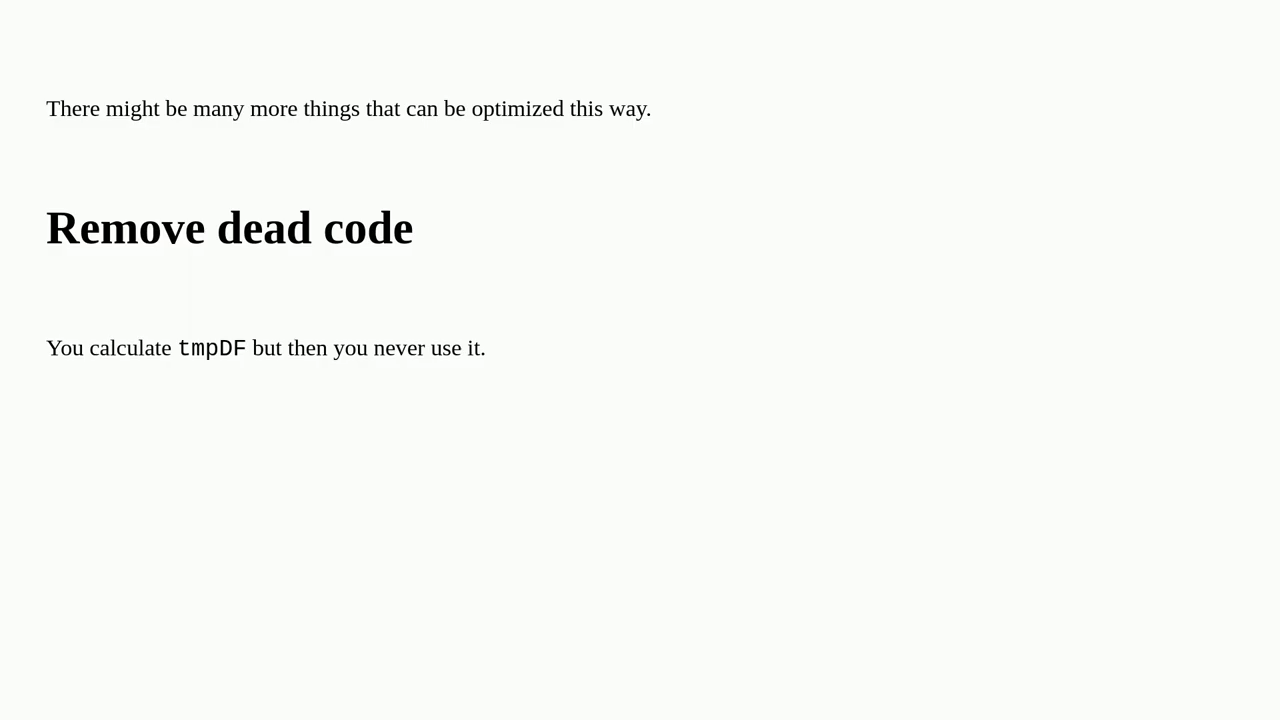 There might be many more things that can be optimized this way.
Remove dead code
You calculate tmpDF but then you never use it.